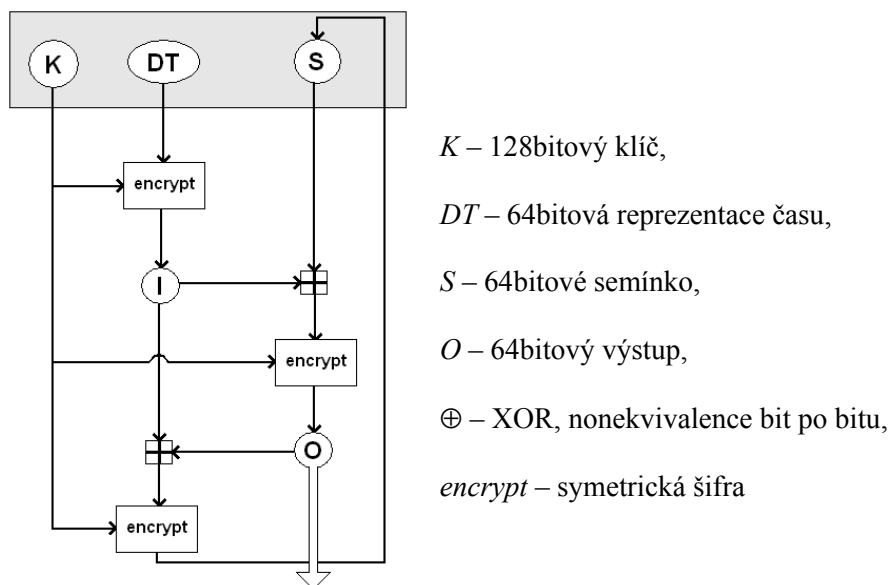 K
DT
S
encrypt
I
encrypt
O
encrypt
K – 128bitový klíč,
DT – 64bitová reprezentace času,
S – 64bitové semínko,
O – 64bitový výstup,
⊕ – XOR, nonekvivalence bit po bitu,
encrypt – symetrická šifra